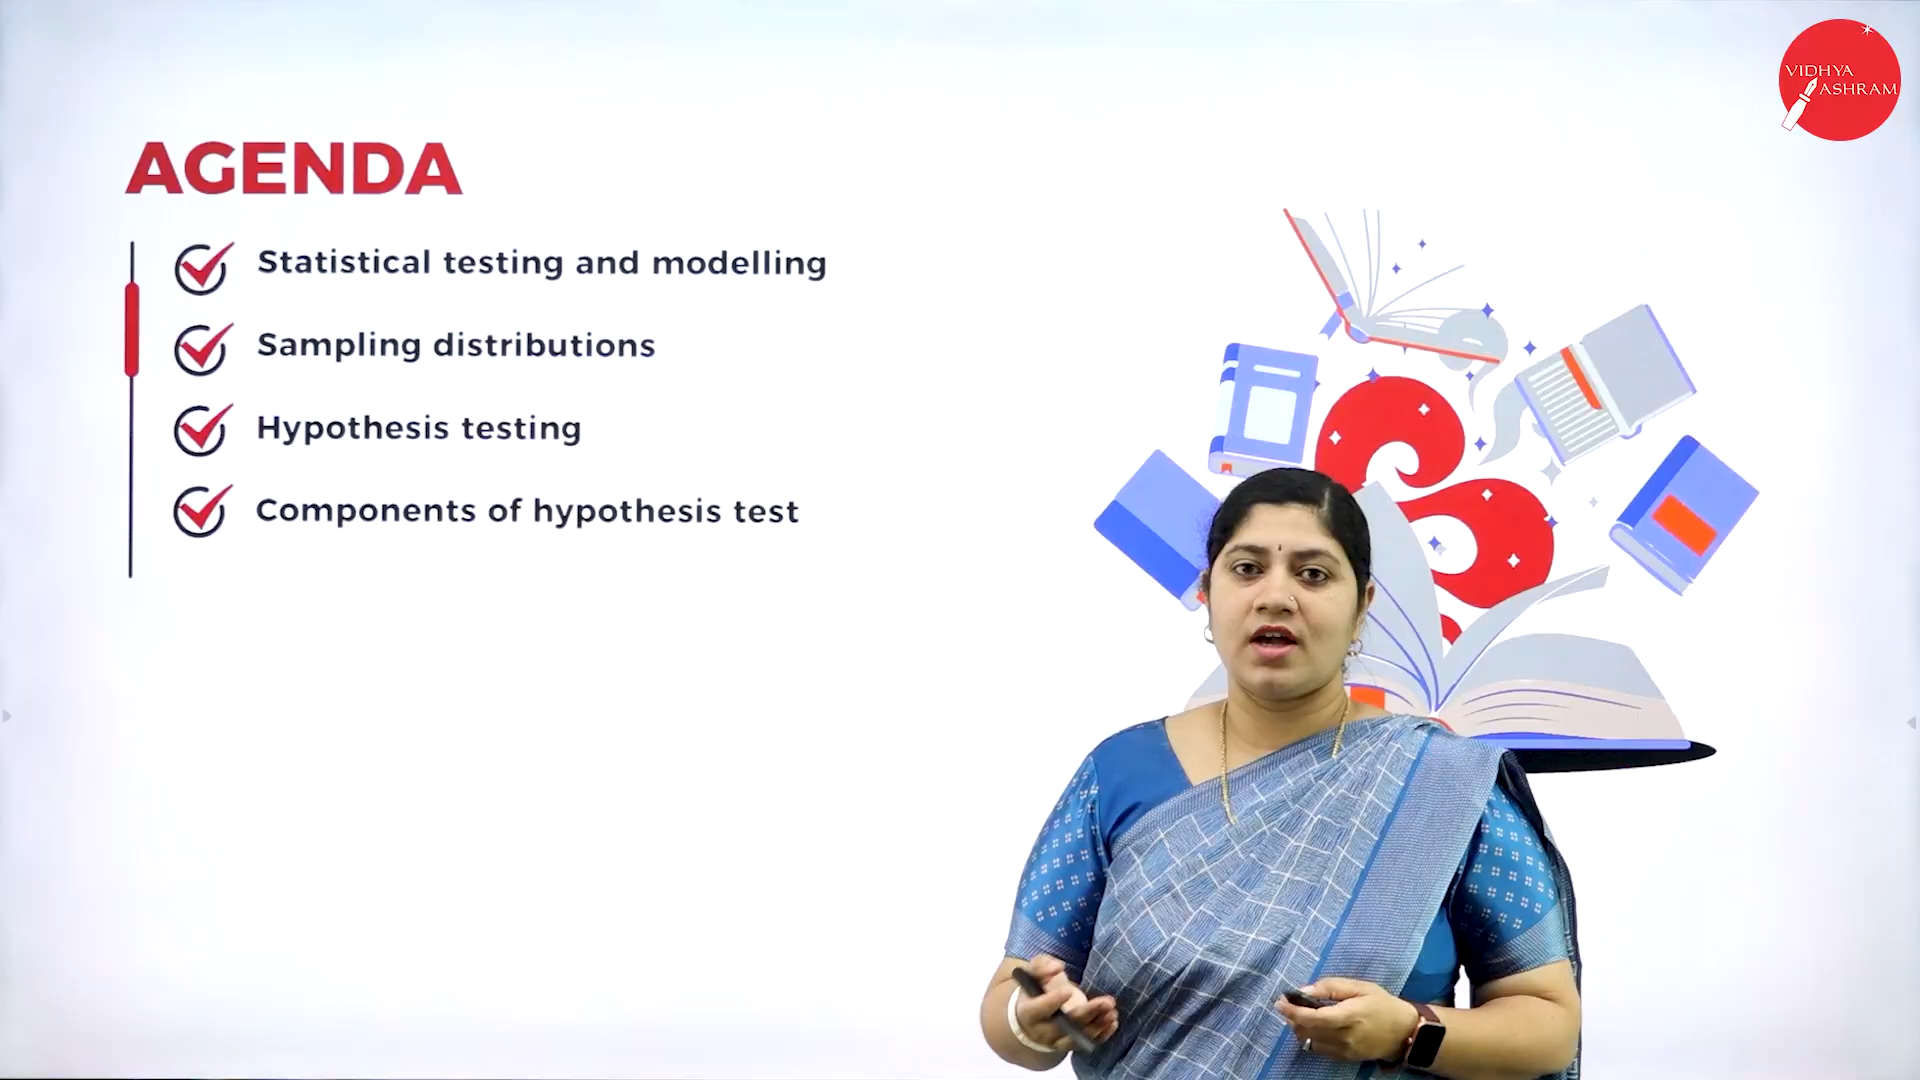 VIDHYA
ASHRAM
AGENDA
Statistical testing and modelling
Sampling distributions
Hypothesis testing
Components of hypothesis test